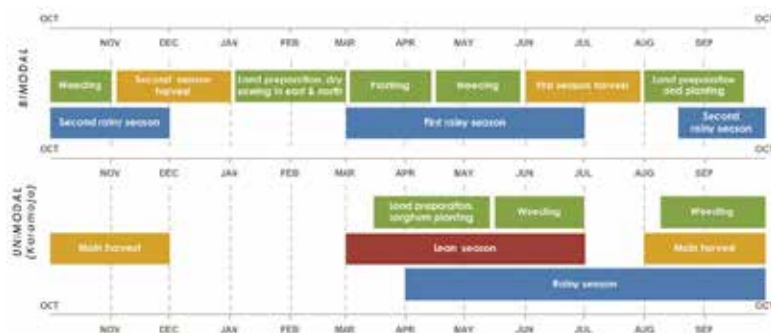 OCT OCT
NOV DEC JAN FEB MAR APR MAY JUN JUL AUG SEP
BIMODAL
Weeding
Second season
harvest
Land preparation, dry
sowing in east & north
Planting
Weeding
First season harvest
Land preparation
and planting
Second rainy season
First rainy season
Second
rainy season
OCT OCT
NOV DEC JAN FEB MAR APR MAY JUN JUL AUG SEP
UNIMODAL
(Karamoja)
Land preparation,
sorghum planting
Weeding
Weeding
Main harvest
Lean season
Main harvest
Rainy season
OCT OCT
NOV DEC JAN FEB MAR APR MAY JUN JUL AUG SEP